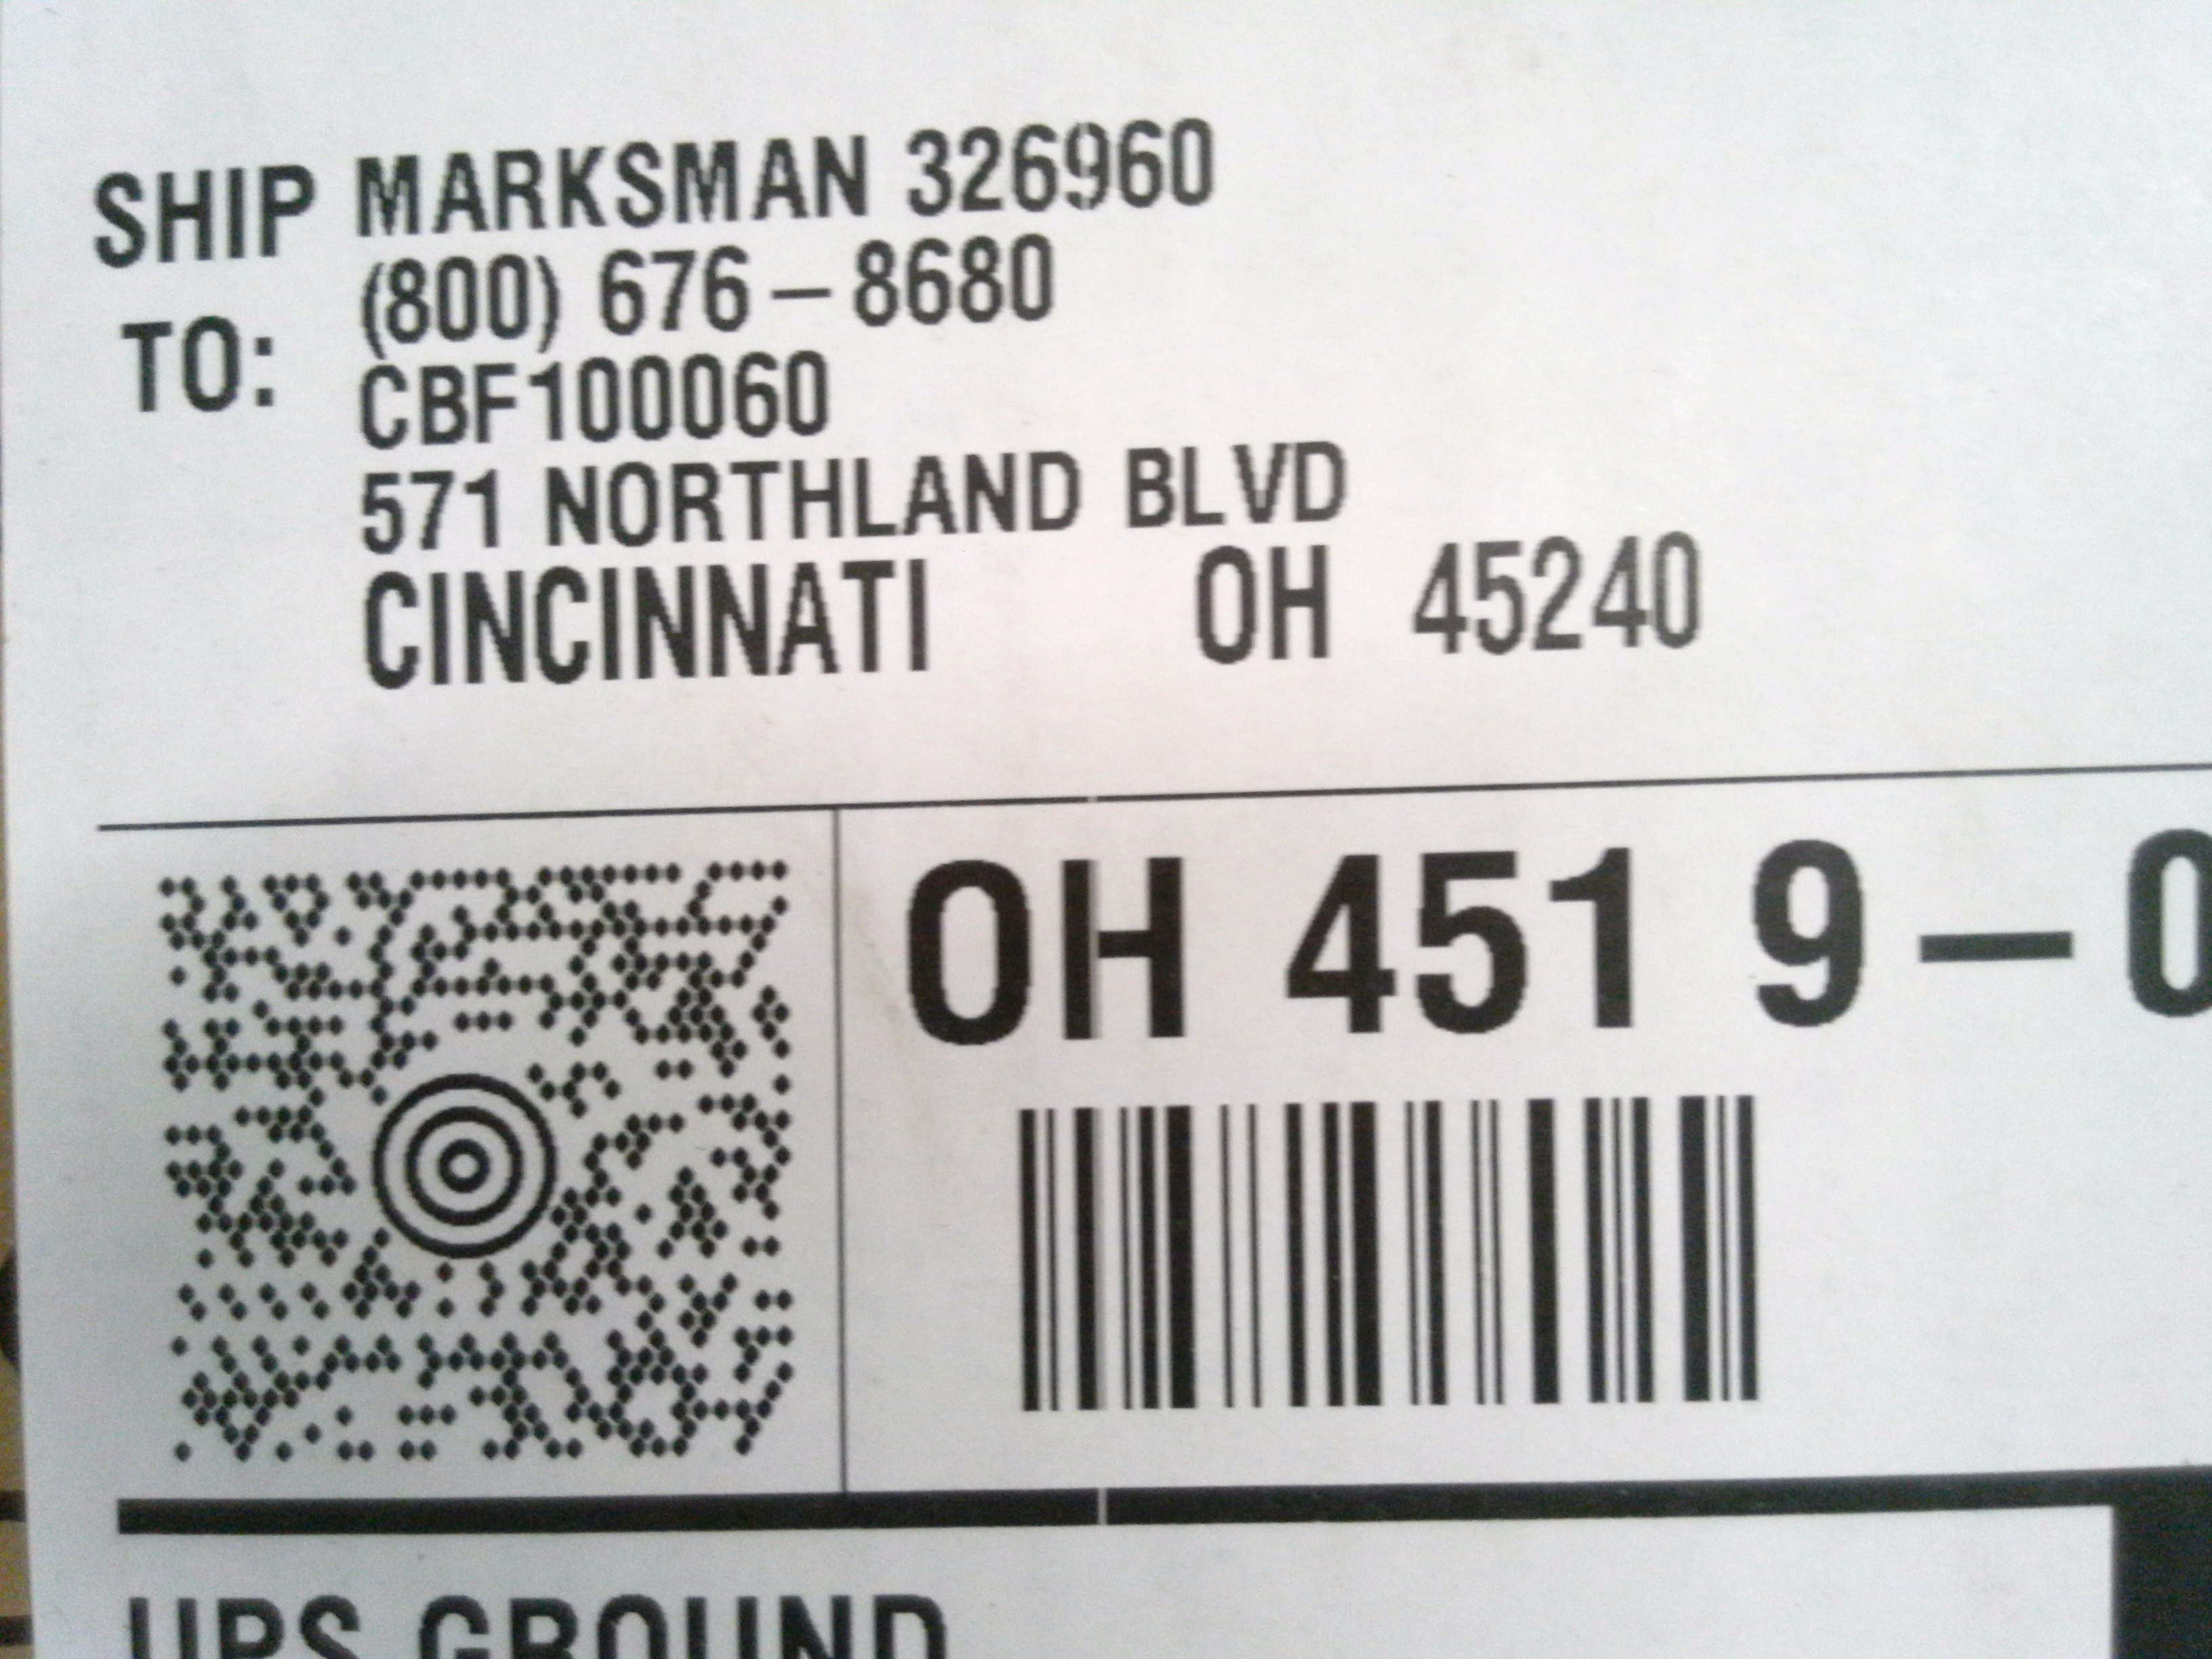 SHIP MARKSMAN 326960
(800) 676-8680
TO:
CBF100060
571 NORTHLAND BLVD
CINCINNATI OH 45240
OH 451 9-0
UPS GROUND